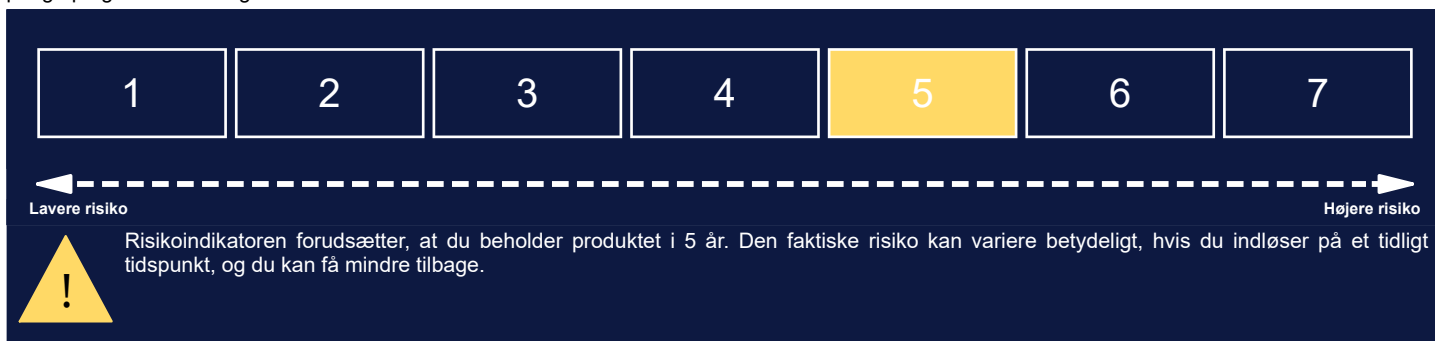 1 2 3 4 5 6 7
Lavere risiko Højere risiko
Risikoindikatoren forudsætter, at du beholder produktet i 5 år. Den faktiske risiko kan variere betydeligt, hvis du indløser på et tidligt
tidspunkt, og du kan få mindre tilbage.
!